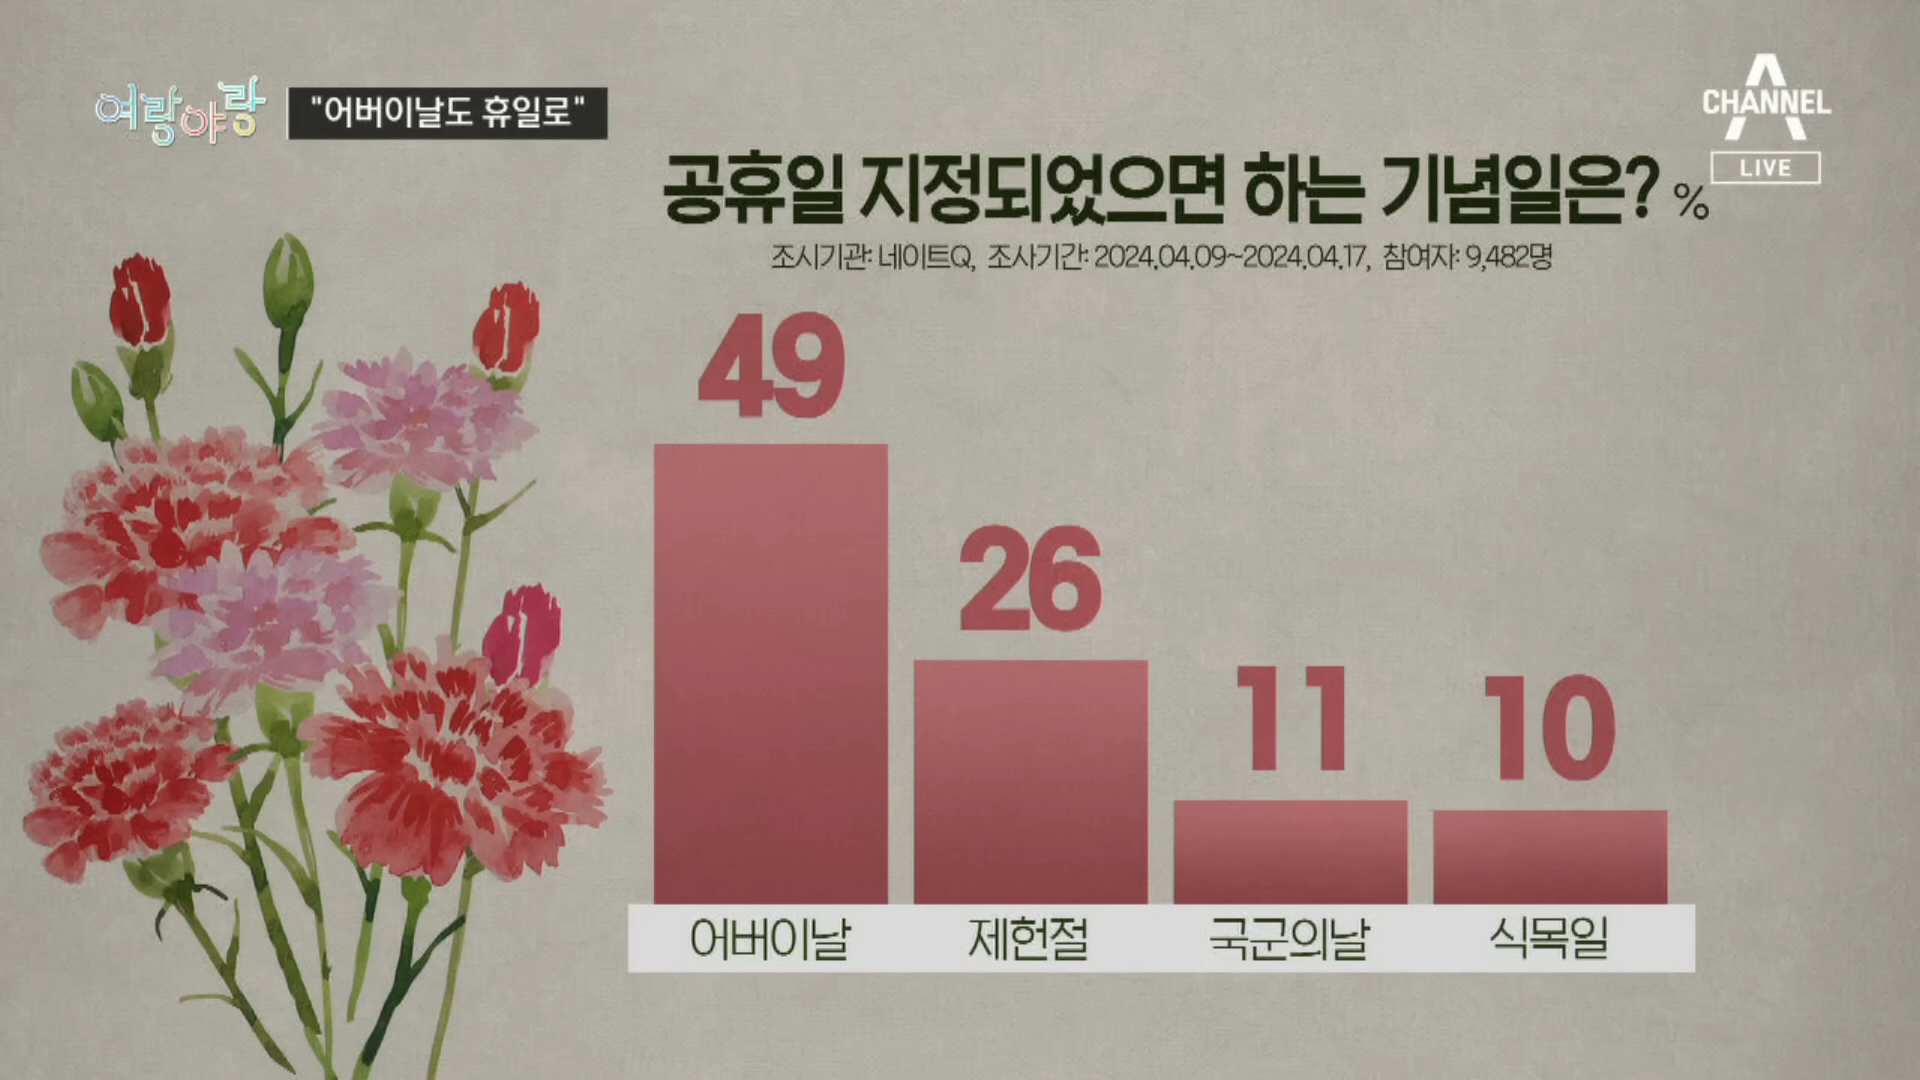 여랑야랑
"어버이날도 휴일로"
CHANNEL A
LIVE
공휴일 지정되었으면 하는 기념일은? %
조시기관: 네이트Q, 조사기간: 2024.04.09~2024.04.17, 참여자: 9,482명
49
26
11
10
어버이날
제헌절
국군의날
식목일